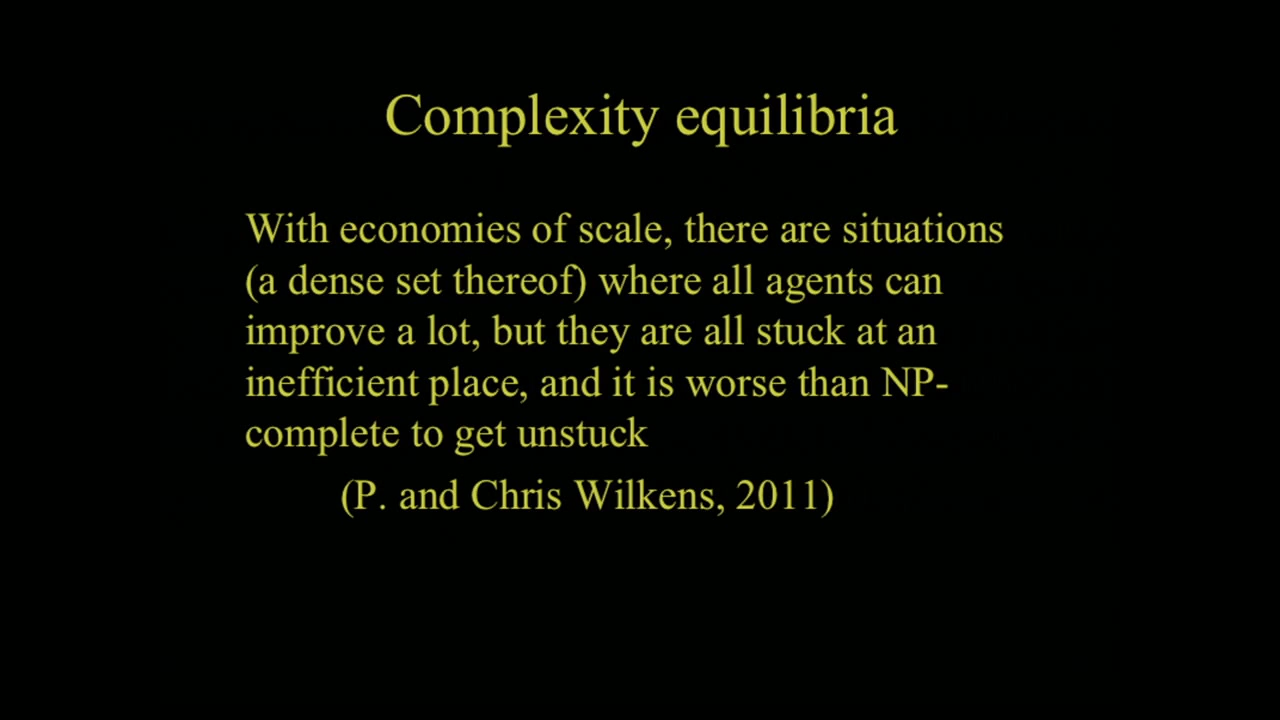 Complexity equilibria
With economies of scale, there are situations
(a dense set thereof) where all agents can
improve a lot, but they are all stuck at an
inefficient place, and it is worse than NP-
complete to get unstuck
(P. and Chris Wilkens, 2011)